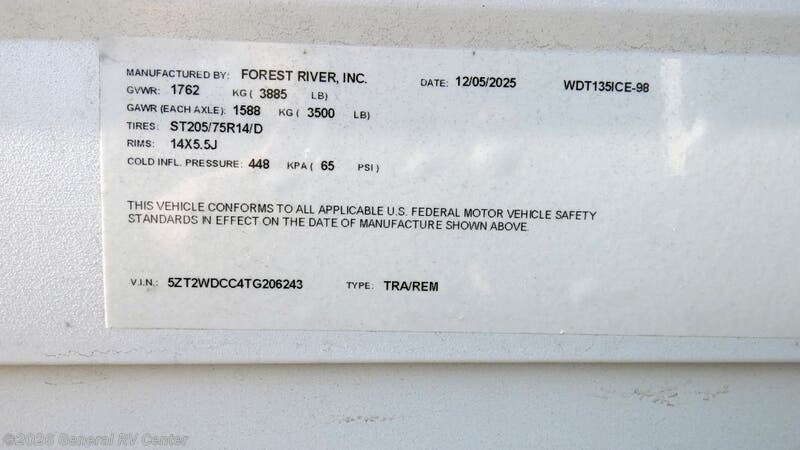 MANUFACTURED BY: FOREST RIVER, INC. DATE: 12/05/2025 WDT135ICE-98
GVWR: 1762 KG ( 3885 LB)
GAWR (EACH AXLE): 1588 KG ( 3500 LB)
TIRES: ST205/75R14/D
RIMS: 14X5.5J
COLD INFL. PRESSURE: 448 KPA ( 65 PSI )
THIS VEHICLE CONFORMS TO ALL APPLICABLE U.S. FEDERAL MOTOR VEHICLE SAFETY
STANDARDS IN EFFECT ON THE DATE OF MANUFACTURE SHOWN ABOVE.
V.I.N.: 5ZT2WDCC4TG206243 TYPE: TRA/REM
©2026 General RV Center